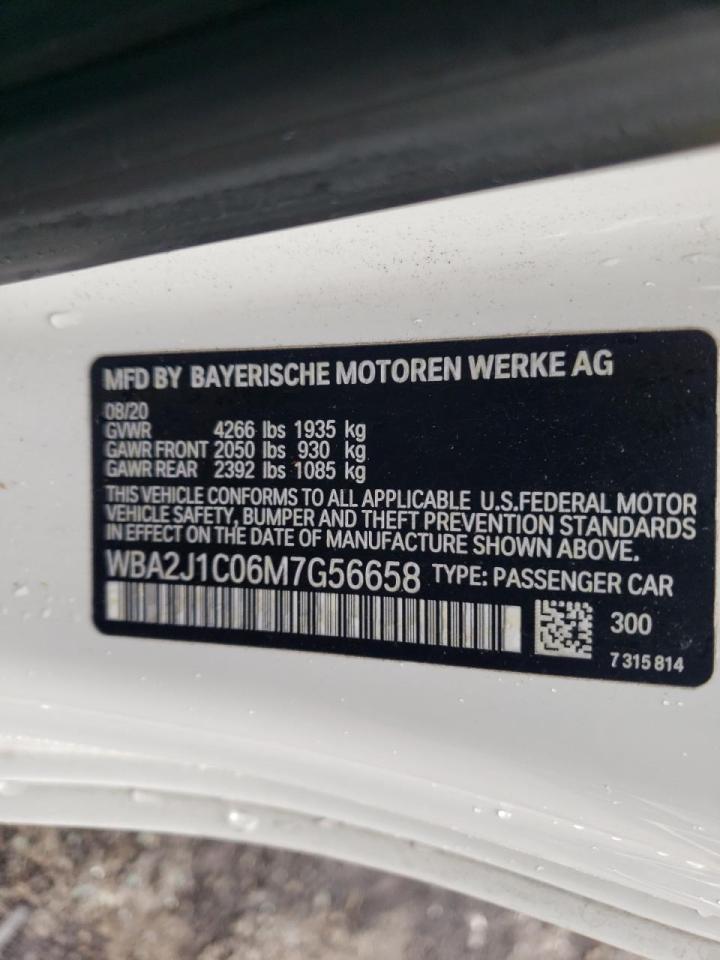 MFD BY BAYERISCHE MOTOREN WERKE AG
08/20
GVWR 4266 lbs 1935 kg
GAWR FRONT 2050 lbs 930 kg
GAWR REAR 2392 lbs 1085 kg
THIS VEHICLE CONFORMS TO ALL APPLICABLE U.S.FEDERAL MOTOR
VEHICLE SAFETY, BUMPER AND THEFT PREVENTION STANDARDS
IN EFFECT ON THE DATE OF MANUFACTURE SHOWN ABOVE.
WBA2J1C06M7G56658 TYPE: PASSENGER CAR
300
7 315 814